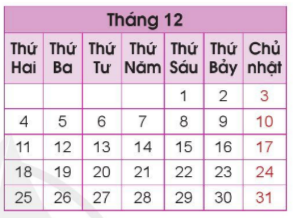 Tháng 12
Thứ Hai Thứ Ba Thứ Tư Thứ Năm Thứ Sáu Thứ Bảy Chủ nhật
1 2 3
4 5 6 7 8 9 10
11 12 13 14 15 16 17
18 19 20 21 22 23 24
25 26 27 28 29 30 31